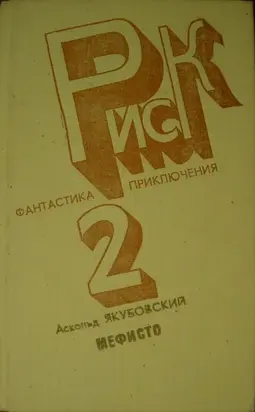 РИСК
ФАНТАСТИКА ПРИКЛЮЧЕНИЯ
2
Аскольд ЯКУБОВСКИЙ
МЕФИСТО